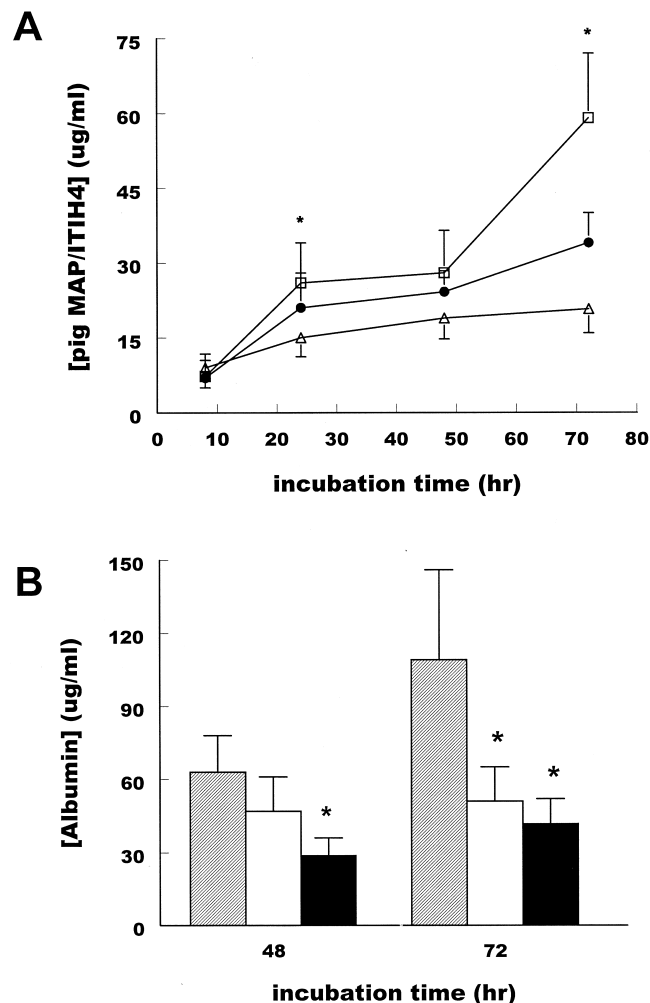 A
75
60
45
30
15
0
[pig MAP/ITIH4] (ug/ml)
*
*
0 10 20 30 40 50 60 70 80
incubation time (hr)
B
150
120
90
60
30
0
[Albumin] (ug/ml)
*
*
*
48 72
incubation time (hr)